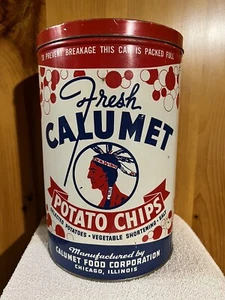 TO PREVENT BREAKAGE THIS CAN IS PACKED FULL
Fresh
CALUMET
POTATO CHIPS
POTATOES • VEGETABLE SHORTENING • SALT
Manufactured by
CALUMET FOOD CORPORATION
CHICAGO, ILLINOIS